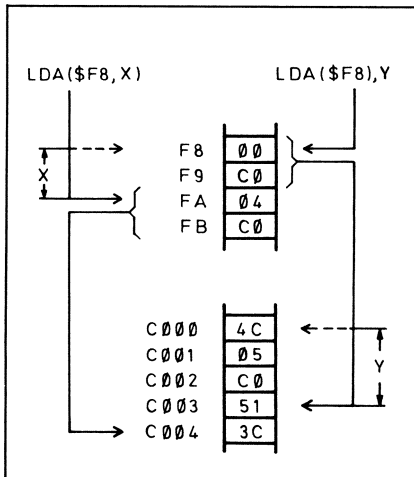 LDA($F8,X) LDA($F8),Y
F8 00
X
F9 C0
FA 04
FB C0
C000 4C
C001 05
Y
C002 C0
C003 51
C004 3C